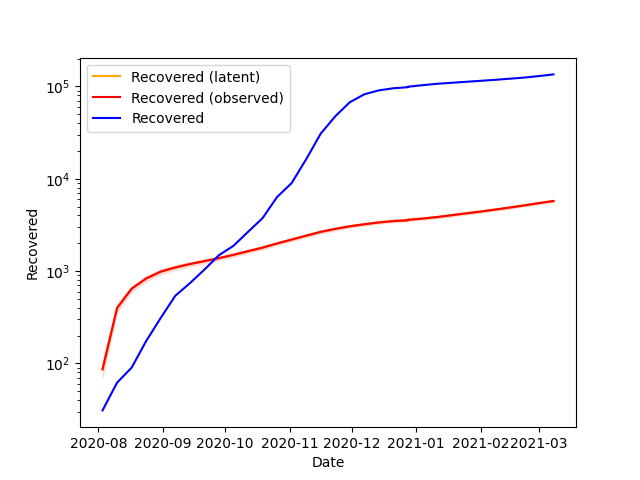 Recovered (latent)
Recovered (observed)
Recovered
10^5
10^4
10^3
10^2
Recovered
2020-08 2020-09 2020-10 2020-11 2020-12 2021-01 2021-02 2021-03
Date